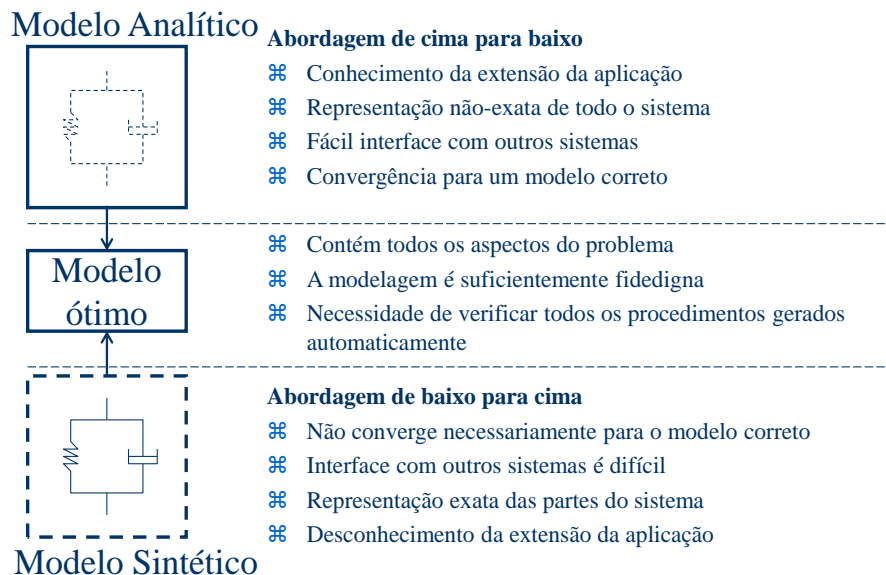 Modelo Analítico
Abordagem de cima para baixo
⌘ Conhecimento da extensão da aplicação
⌘ Representação não-exata de todo o sistema
⌘ Fácil interface com outros sistemas
⌘ Convergência para um modelo correto
Modelo
ótimo
⌘ Contém todos os aspectos do problema
⌘ A modelagem é suficientemente fidedigna
⌘ Necessidade de verificar todos os procedimentos gerados
automaticamente
Abordagem de baixo para cima
⌘ Não converge necessariamente para o modelo correto
⌘ Interface com outros sistemas é difícil
⌘ Representação exata das partes do sistema
⌘ Desconhecimento da extensão da aplicação
Modelo Sintético